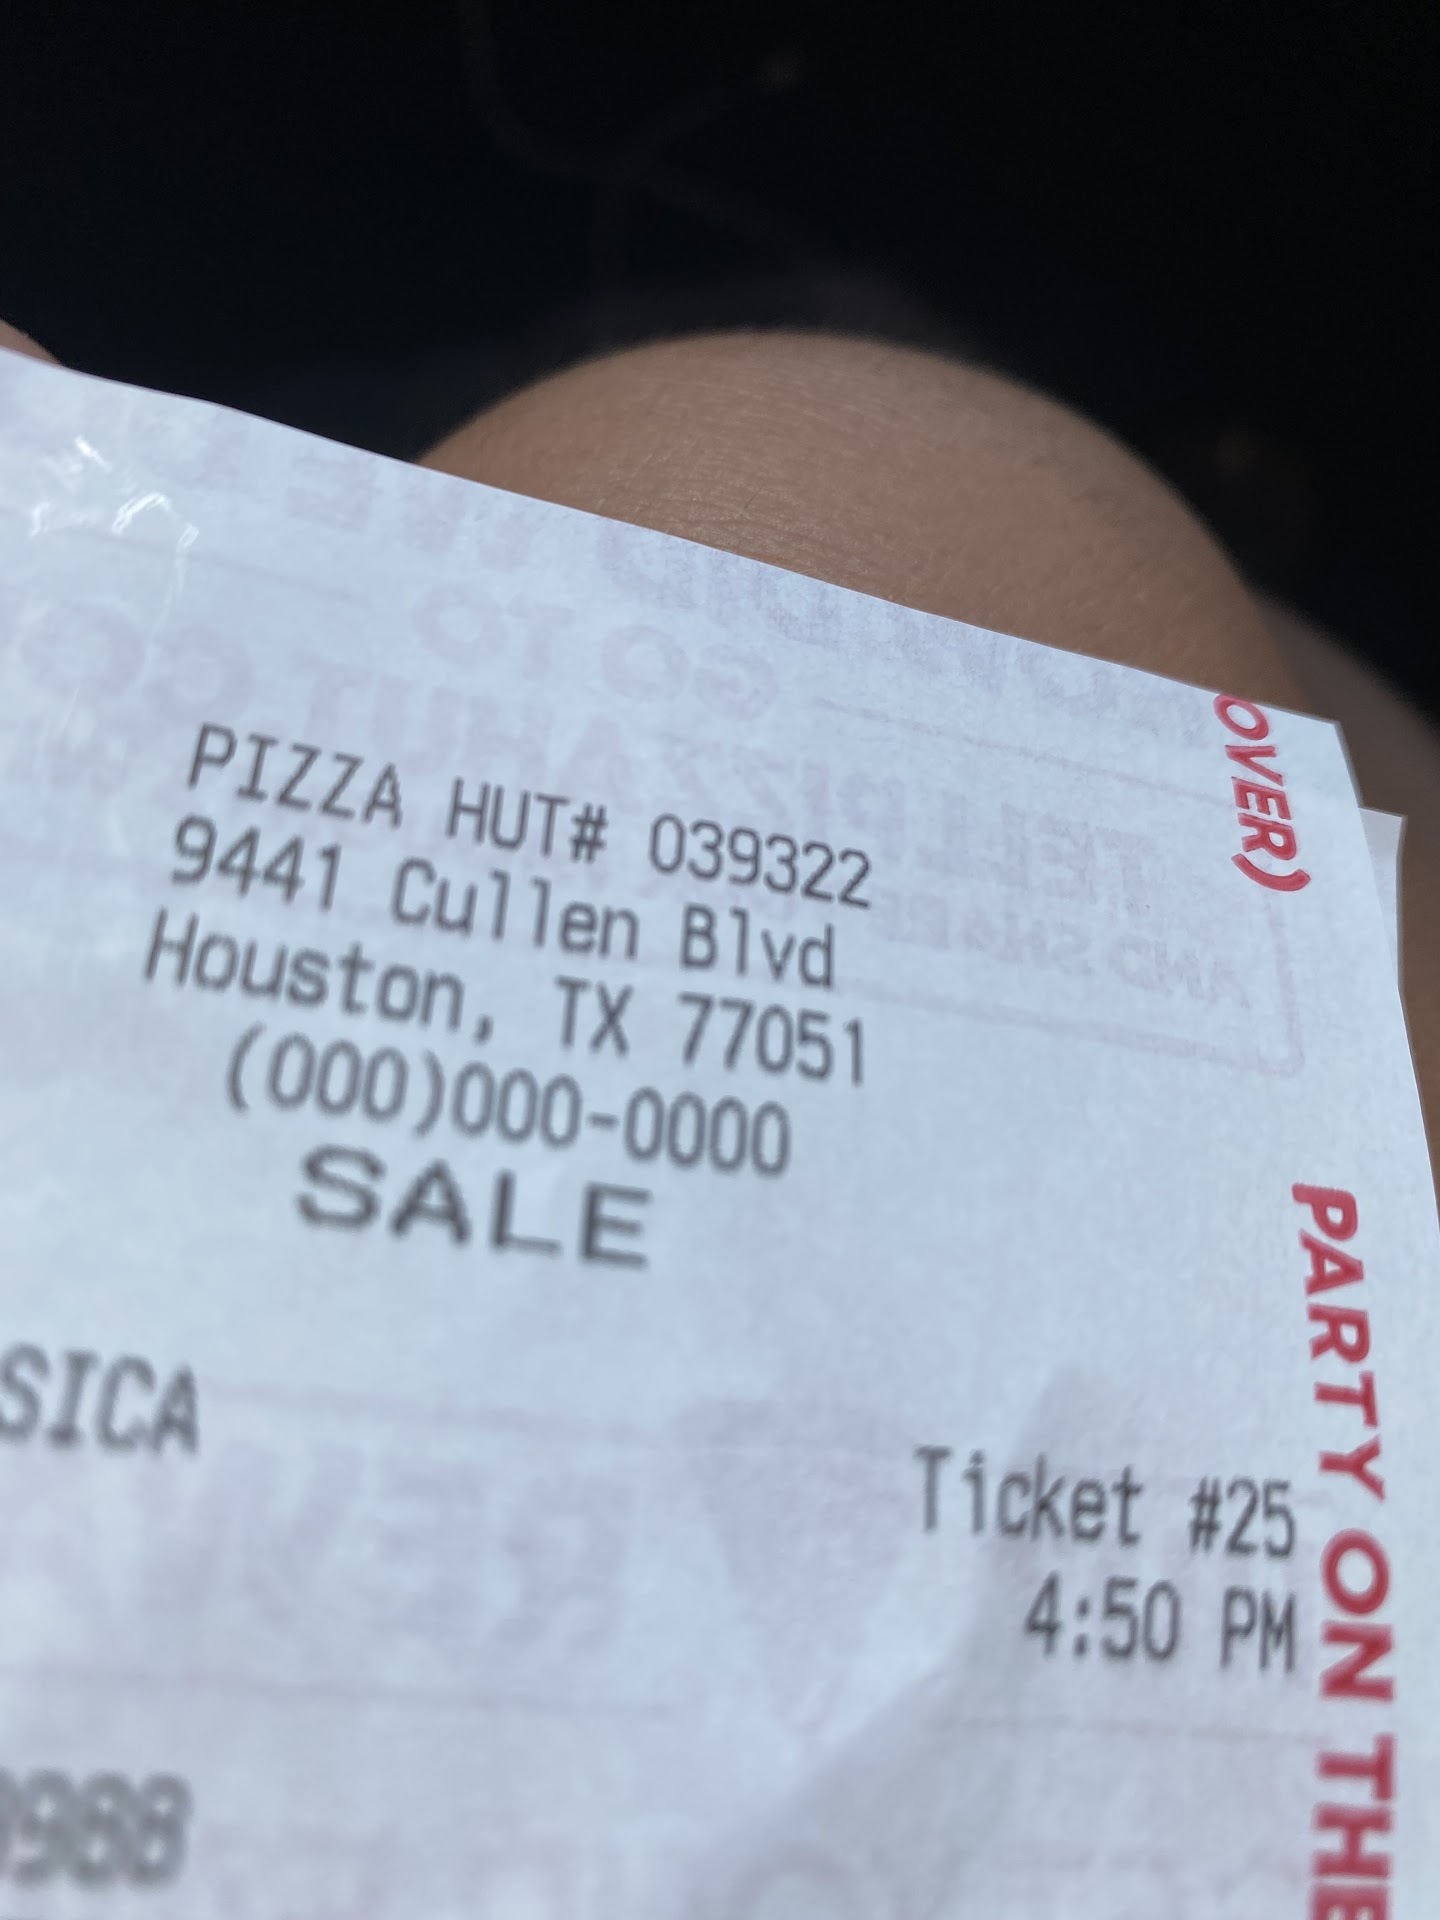 PIZZA HUT# 039322
9441 Cullen Blvd
Houston, TX 77051
(000)000-0000
SALE
SICA
Ticket #25
4:50 PM
988
OVER)
PARTY ON THE